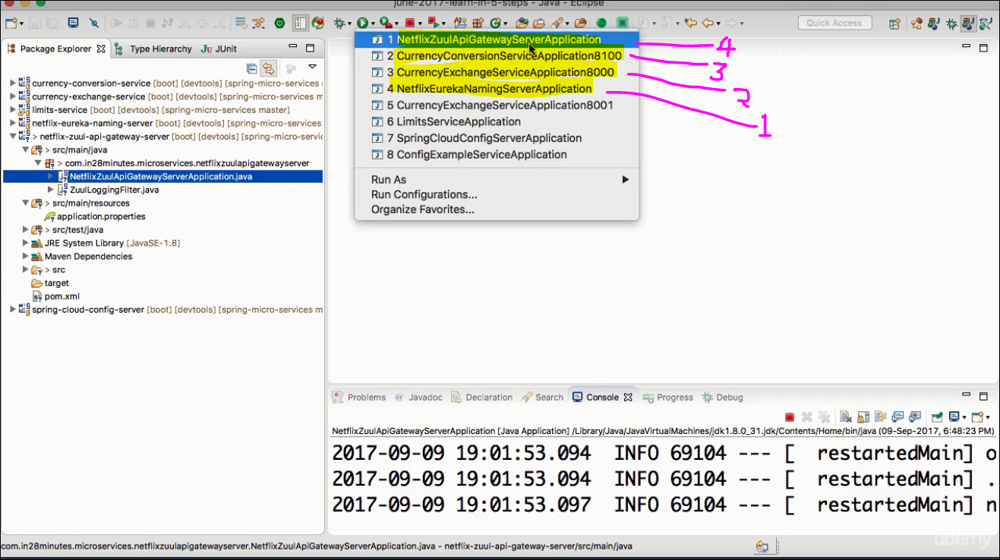 june-2017-learn-in-5-steps - Java - Eclipse
Quick Access
Package Explorer
Type Hierarchy
JUnit
currency-conversion-service [boot] [devtools] [spring-micro-services
currency-exchange-service [boot] [devtools] [spring-micro-services
limits-service [boot] [devtools] [spring-micro-services master]
netflix-eureka-naming-server [boot] [devtools] [spring-micro-services
> netflix-zuul-api-gateway-server [boot] [devtools] [spring-micro-servic
> src/main/java
> com.in28minutes.microservices.netflixzuulapigatewayserver
NetflixZuulApiGatewayServerApplication.java
ZuulLoggingFilter.java
> src/main/resources
application.properties
> src/test/java
JRE System Library [JavaSE-1.8]
Maven Dependencies
> src
target
pom.xml
spring-cloud-config-server [boot] [devtools] [spring-micro-services m
1 NetflixZuulApiGatewayServerApplication
4
2 CurrencyConversionServiceApplication8100
3
3 CurrencyExchangeServiceApplication8000
2
4 NetflixEurekaNamingServerApplication
1
5 CurrencyExchangeServiceApplication8001
6 LimitsServiceApplication
7 SpringCloudConfigServerApplication
8 ConfigExampleServiceApplication
Run As
Run Configurations...
Organize Favorites...
Problems @ Javadoc Declaration Search Console Progress Debug
NetflixZuulApiGatewayServerApplication [Java Application] /Library/Java/JavaVirtualMachines/jdk1.8.0_31.jdk/Contents/Home/bin/java (09-Sep-2017, 6:48:23 PM)
2017-09-09 19:01:53.094 INFO 69104 --- [ restartedMain] o
2017-09-09 19:01:53.094 INFO 69104 --- [ restartedMain] .
2017-09-09 19:01:53.097 INFO 69104 --- [ restartedMain] n
com.in28minutes.microservices.netflixzuulapigatewayserver.NetflixZuulApiGatewayServerApplication.java - netflix-zuul-api-gateway-server/src/main/java
udemy